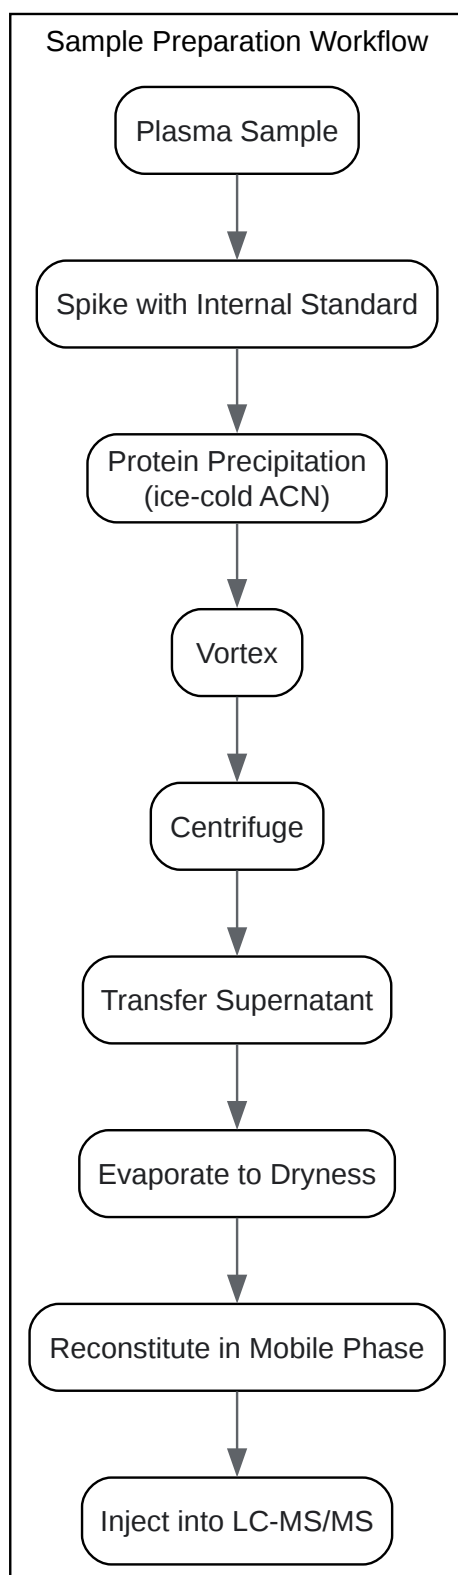 Sample Preparation Workflow
Plasma Sample
Spike with Internal Standard
Protein Precipitation
(ice-cold ACN)
Vortex
Centrifuge
Transfer Supernatant
Evaporate to Dryness
Reconstitute in Mobile Phase
Inject into LC-MS/MS